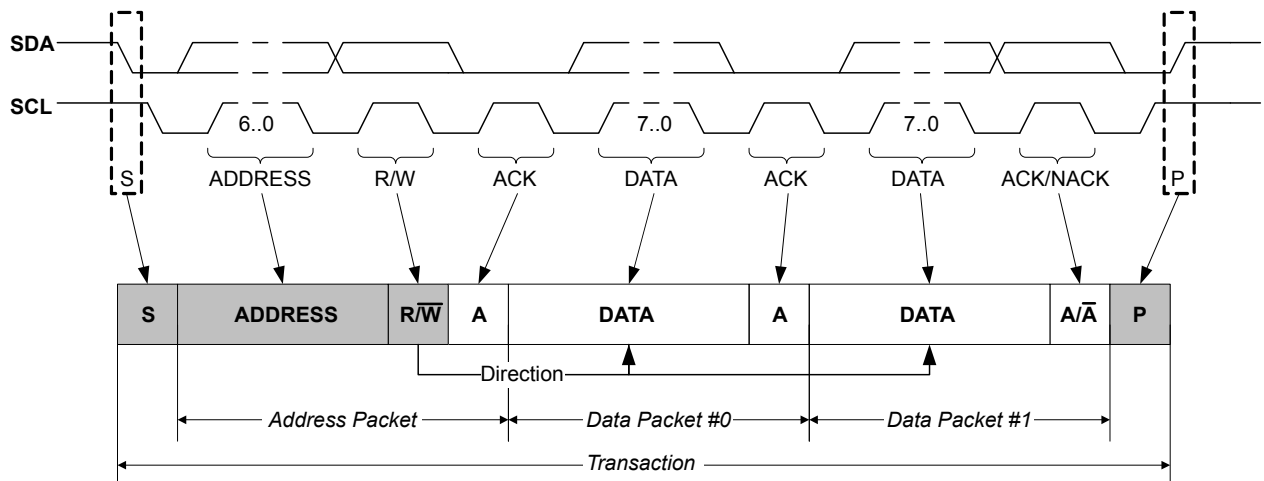 SDA
SCL
6..0
7..0
7..0
S
ADDRESS
R/W
ACK
DATA
ACK
DATA
ACK/NACK
P
S
ADDRESS
R/W̅
A
DATA
A
DATA
A/A̅
P
Direction
Address Packet
Data Packet #0
Data Packet #1
Transaction